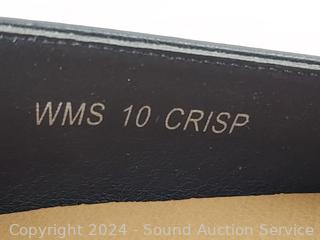 WMS 10 CRISP
Copyright 2024 - Sound Auction Service